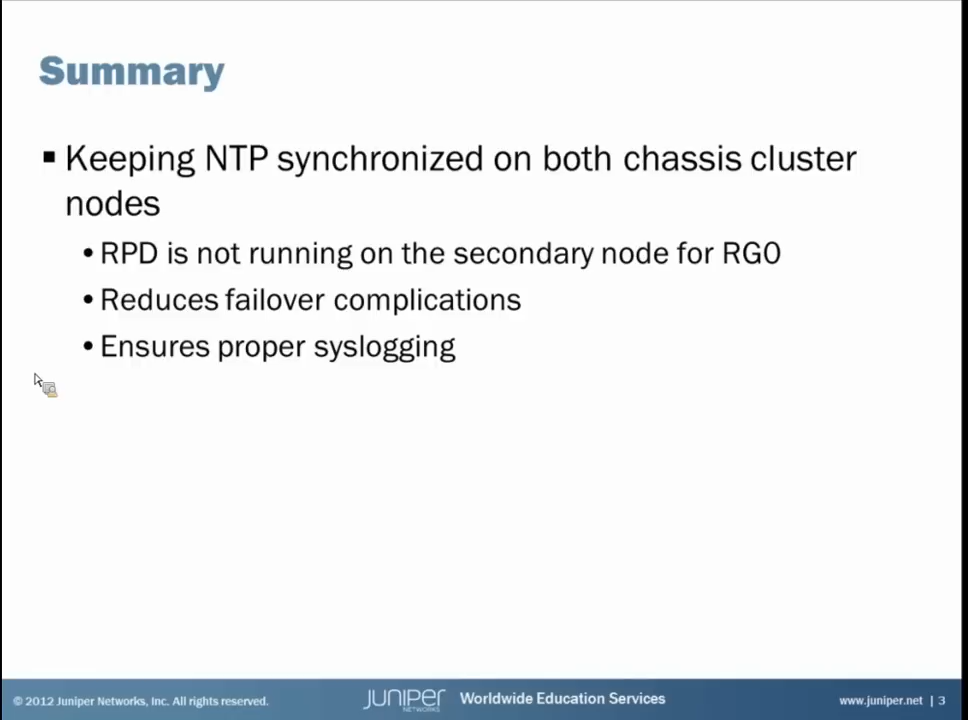 Summary
▪ Keeping NTP synchronized on both chassis cluster
nodes
• RPD is not running on the secondary node for RG0
• Reduces failover complications
• Ensures proper syslogging
© 2012 Juniper Networks, Inc. All rights reserved.
JUNIPER
NETWORKS
Worldwide Education Services
www.juniper.net | 3